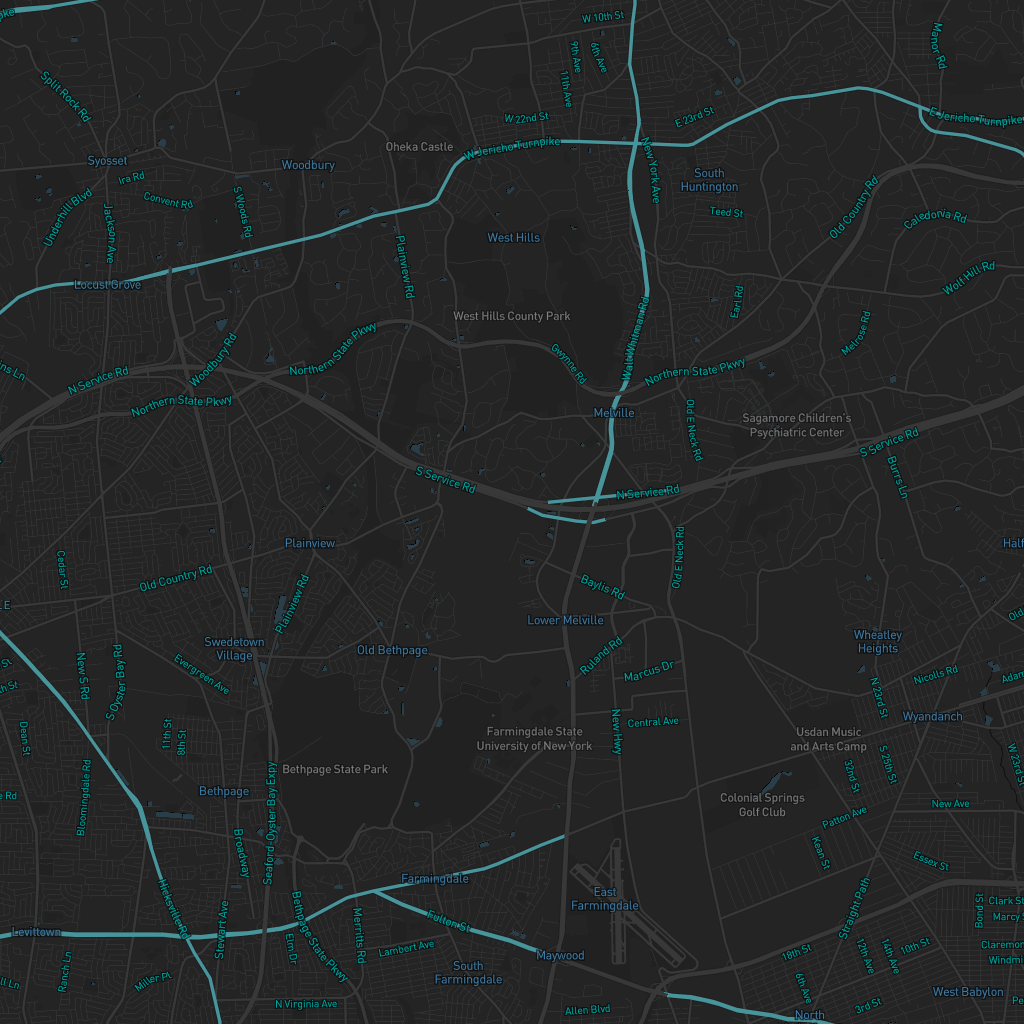 W 10th St
Manor Rd
9th Ave
6th Ave
11th Ave
Split Rock Rd
W 22nd St
E 23rd St
E Jericho Turnpike
Oheka Castle
W Jericho Turnpike
New York Ave
Syosset
Woodbury
Ira Rd
South
Huntington
Underhill Blvd
Convent Rd
S Woods Rd
Jackson Ave
Teed St
Old Country Rd
Caledonia Rd
West Hills
Plainview Rd
Locust Grove
Wolf Hill Rd
Earl Rd
West Hills County Park
Walt Whitman Rd
Melrose Rd
Northern State Pkwy
Woodbury Rd
Gwynne Rd
N Service Rd
Northern State Pkwy
Northern State Pkwy
Melville
Old E Neck Rd
Sagamore Children's
Psychiatric Center
S Service Rd
Burrs Ln
S Service Rd
N Service Rd
Plainview
Cedar St
Old Country Rd
Plainview Rd
Old E Neck Rd
Baylis Rd
Lower Melville
Swedetown
Village
Old Bethpage
Ruland Rd
Marcus Dr
Wheatley
Heights
New S Rd
S Oyster Bay Rd
Evergreen Ave
Nicolls Rd
N 23rd St
Wyandanch
Central Ave
New Hwy
Dean St
11th St
8th St
Farmingdale State
University of New York
Usdan Music
and Arts Camp
Bethpage State Park
32nd St
S 25th St
W 23rd St
Bethpage
Bloomingdale Rd
Seaford-Oyster Bay Expy
Colonial Springs
Golf Club
New Ave
Patton Ave
Broadway
Kean St
Essex St
Farmingdale
East
Farmingdale
Hicksville Rd
Stewart Ave
Bethpage State Pkwy
Merritts Rd
Fulton St
Straight Path
Bond St
Levittown
Elm Dr
Lambert Ave
Maywood
18th St
12th Ave
14th Ave
10th St
Ranch Ln
Miller Pl
South
Farmingdale
N Virginia Ave
Allen Blvd
6th Ave
3rd St
West Babylon
North